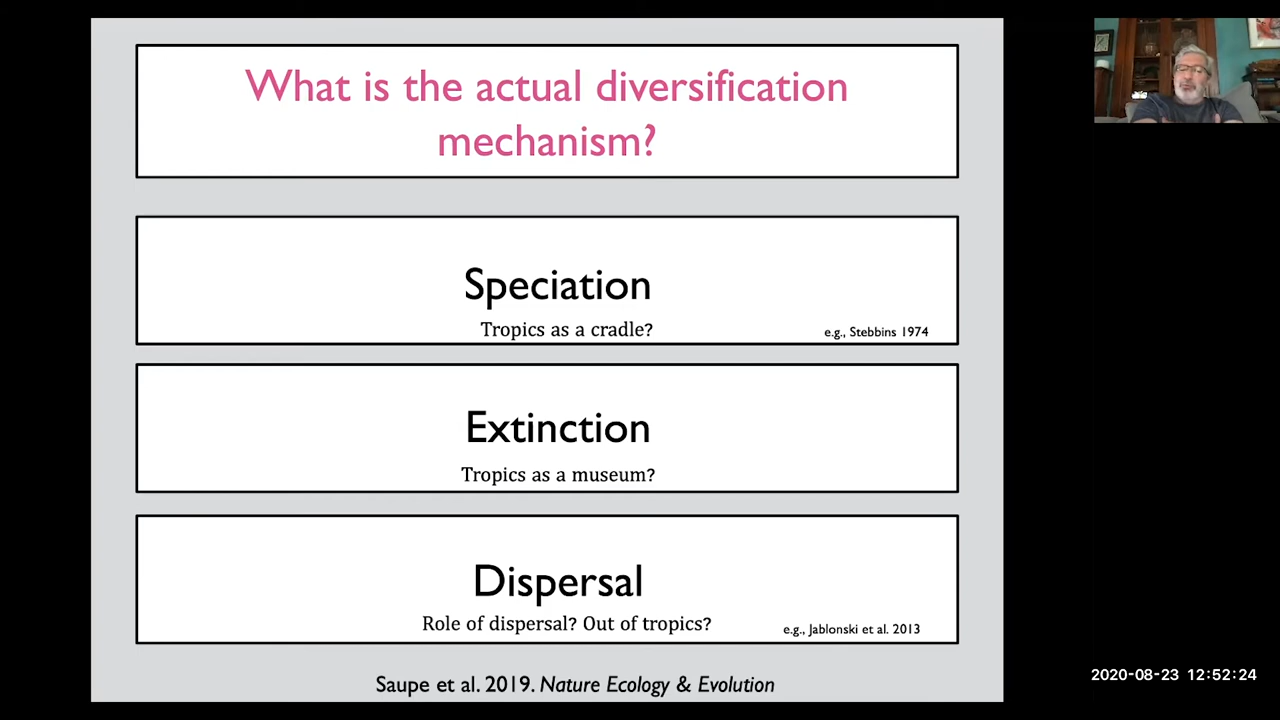 What is the actual diversification
mechanism?
Speciation
Tropics as a cradle?
e.g., Stebbins 1974
Extinction
Tropics as a museum?
Dispersal
Role of dispersal? Out of tropics?
e.g., Jablonski et al. 2013
Saupe et al. 2019. Nature Ecology & Evolution
2020-08-23 12:52:24